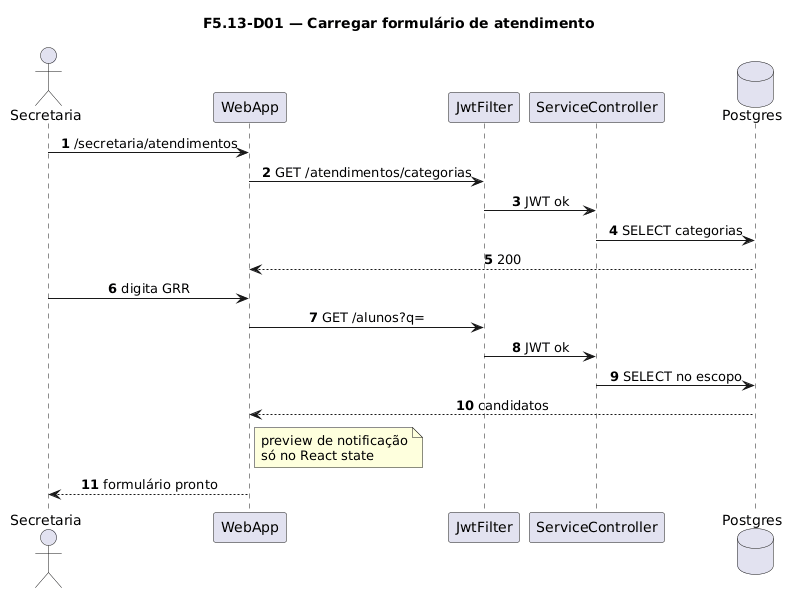 F5.13-D01 — Carregar formulário de atendimento
Secretaria
WebApp
JwtFilter
ServiceController
Postgres
1 /secretaria/atendimentos
2 GET /atendimentos/categorias
3 JWT ok
4 SELECT categorias
5 200
6 digita GRR
7 GET /alunos?q=
8 JWT ok
9 SELECT no escopo
10 candidatos
preview de notificação
só no React state
11 formulário pronto
Secretaria
WebApp
JwtFilter
ServiceController
Postgres